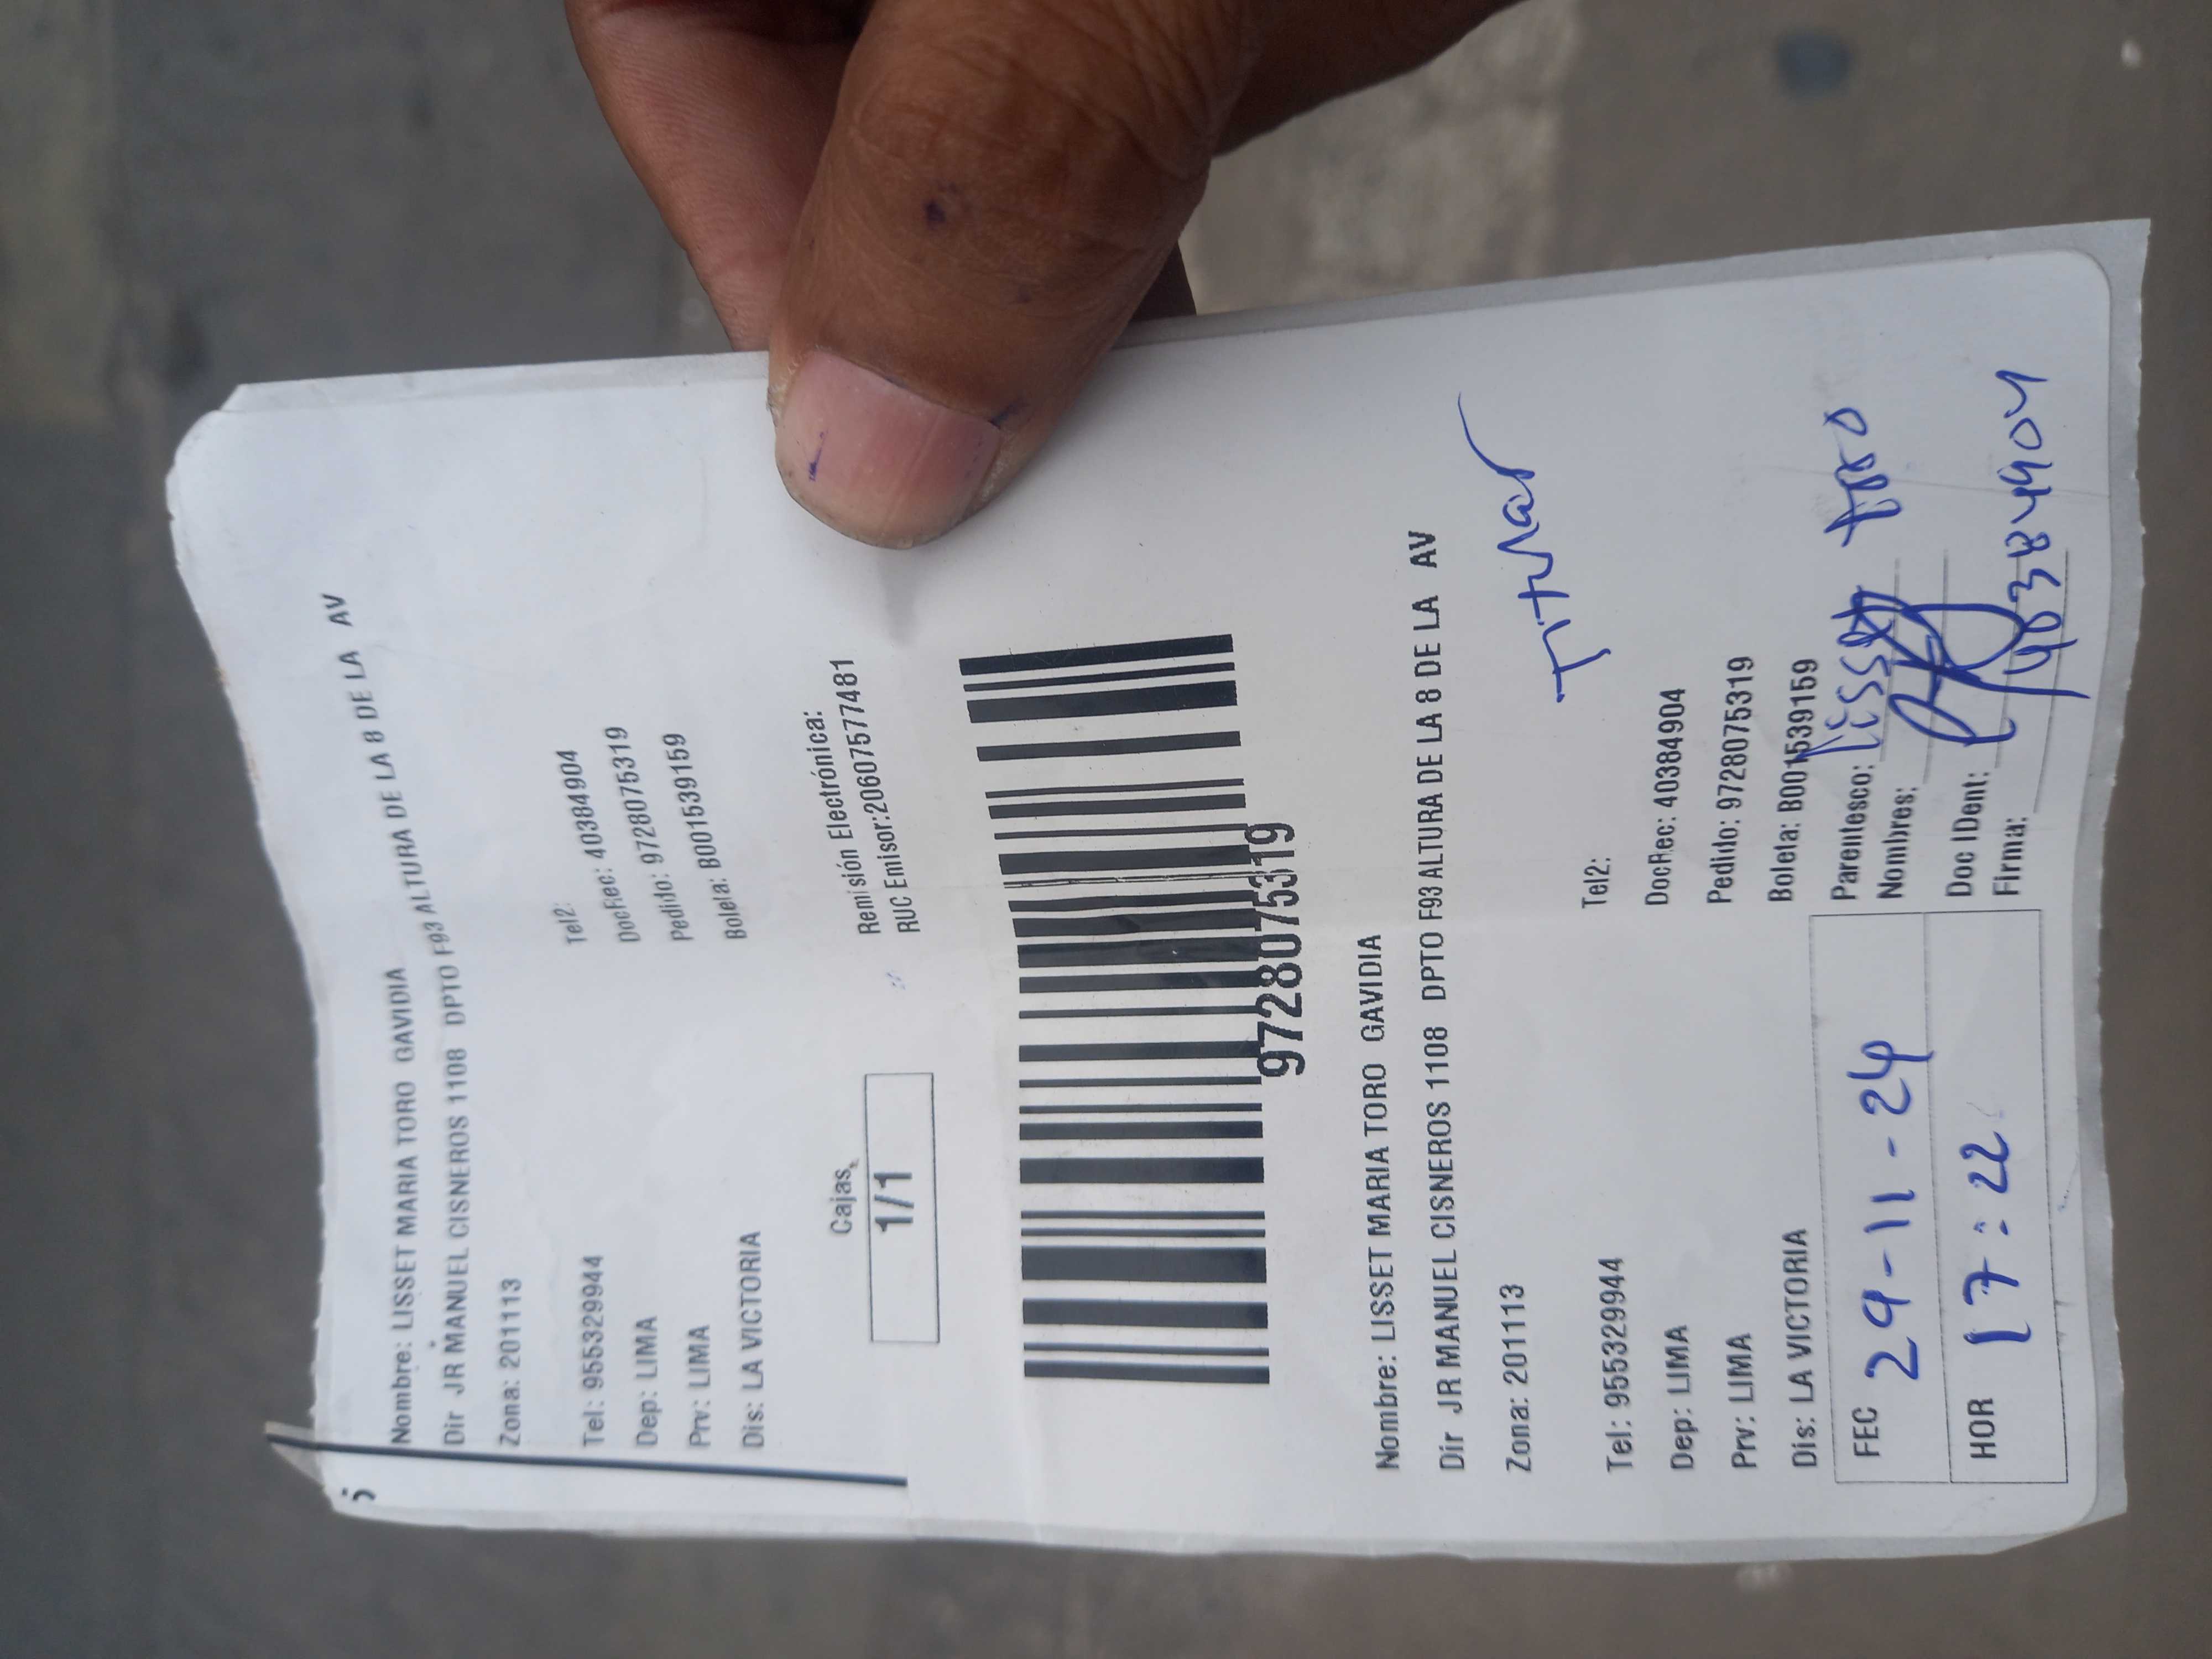 Nombre: LISSET MARIA TORO GAVIDIA
Dir JR MANUEL CISNEROS 1108 DPTO F93 ALTURA DE LA 8 DE LA AV
Zona: 201113
Tel: 955329944 Tel2:
Dep: LIMA DocRec: 40384904
Prv: LIMA Pedido: 9728075319
Dis: LA VICTORIA Boleta: B001539159
Cajas
1/1
Remisión Electrónica:
RUC Emisor:20607577481
9728075319
Nombre: LISSET MARIA TORO GAVIDIA
Dir JR MANUEL CISNEROS 1108 DPTO F93 ALTURA DE LA 8 DE LA AV
Zona: 201113
Titular
Tel: 955329944 Tel2:
Dep: LIMA DocRec: 40384904
Prv: LIMA Pedido: 9728075319
Dis: LA VICTORIA Boleta: B001539159
FEC 29-11-24
HOR 17:22
Parentesco: lisset toro
Nombres:
Doc IDent: 40384904
Firma: